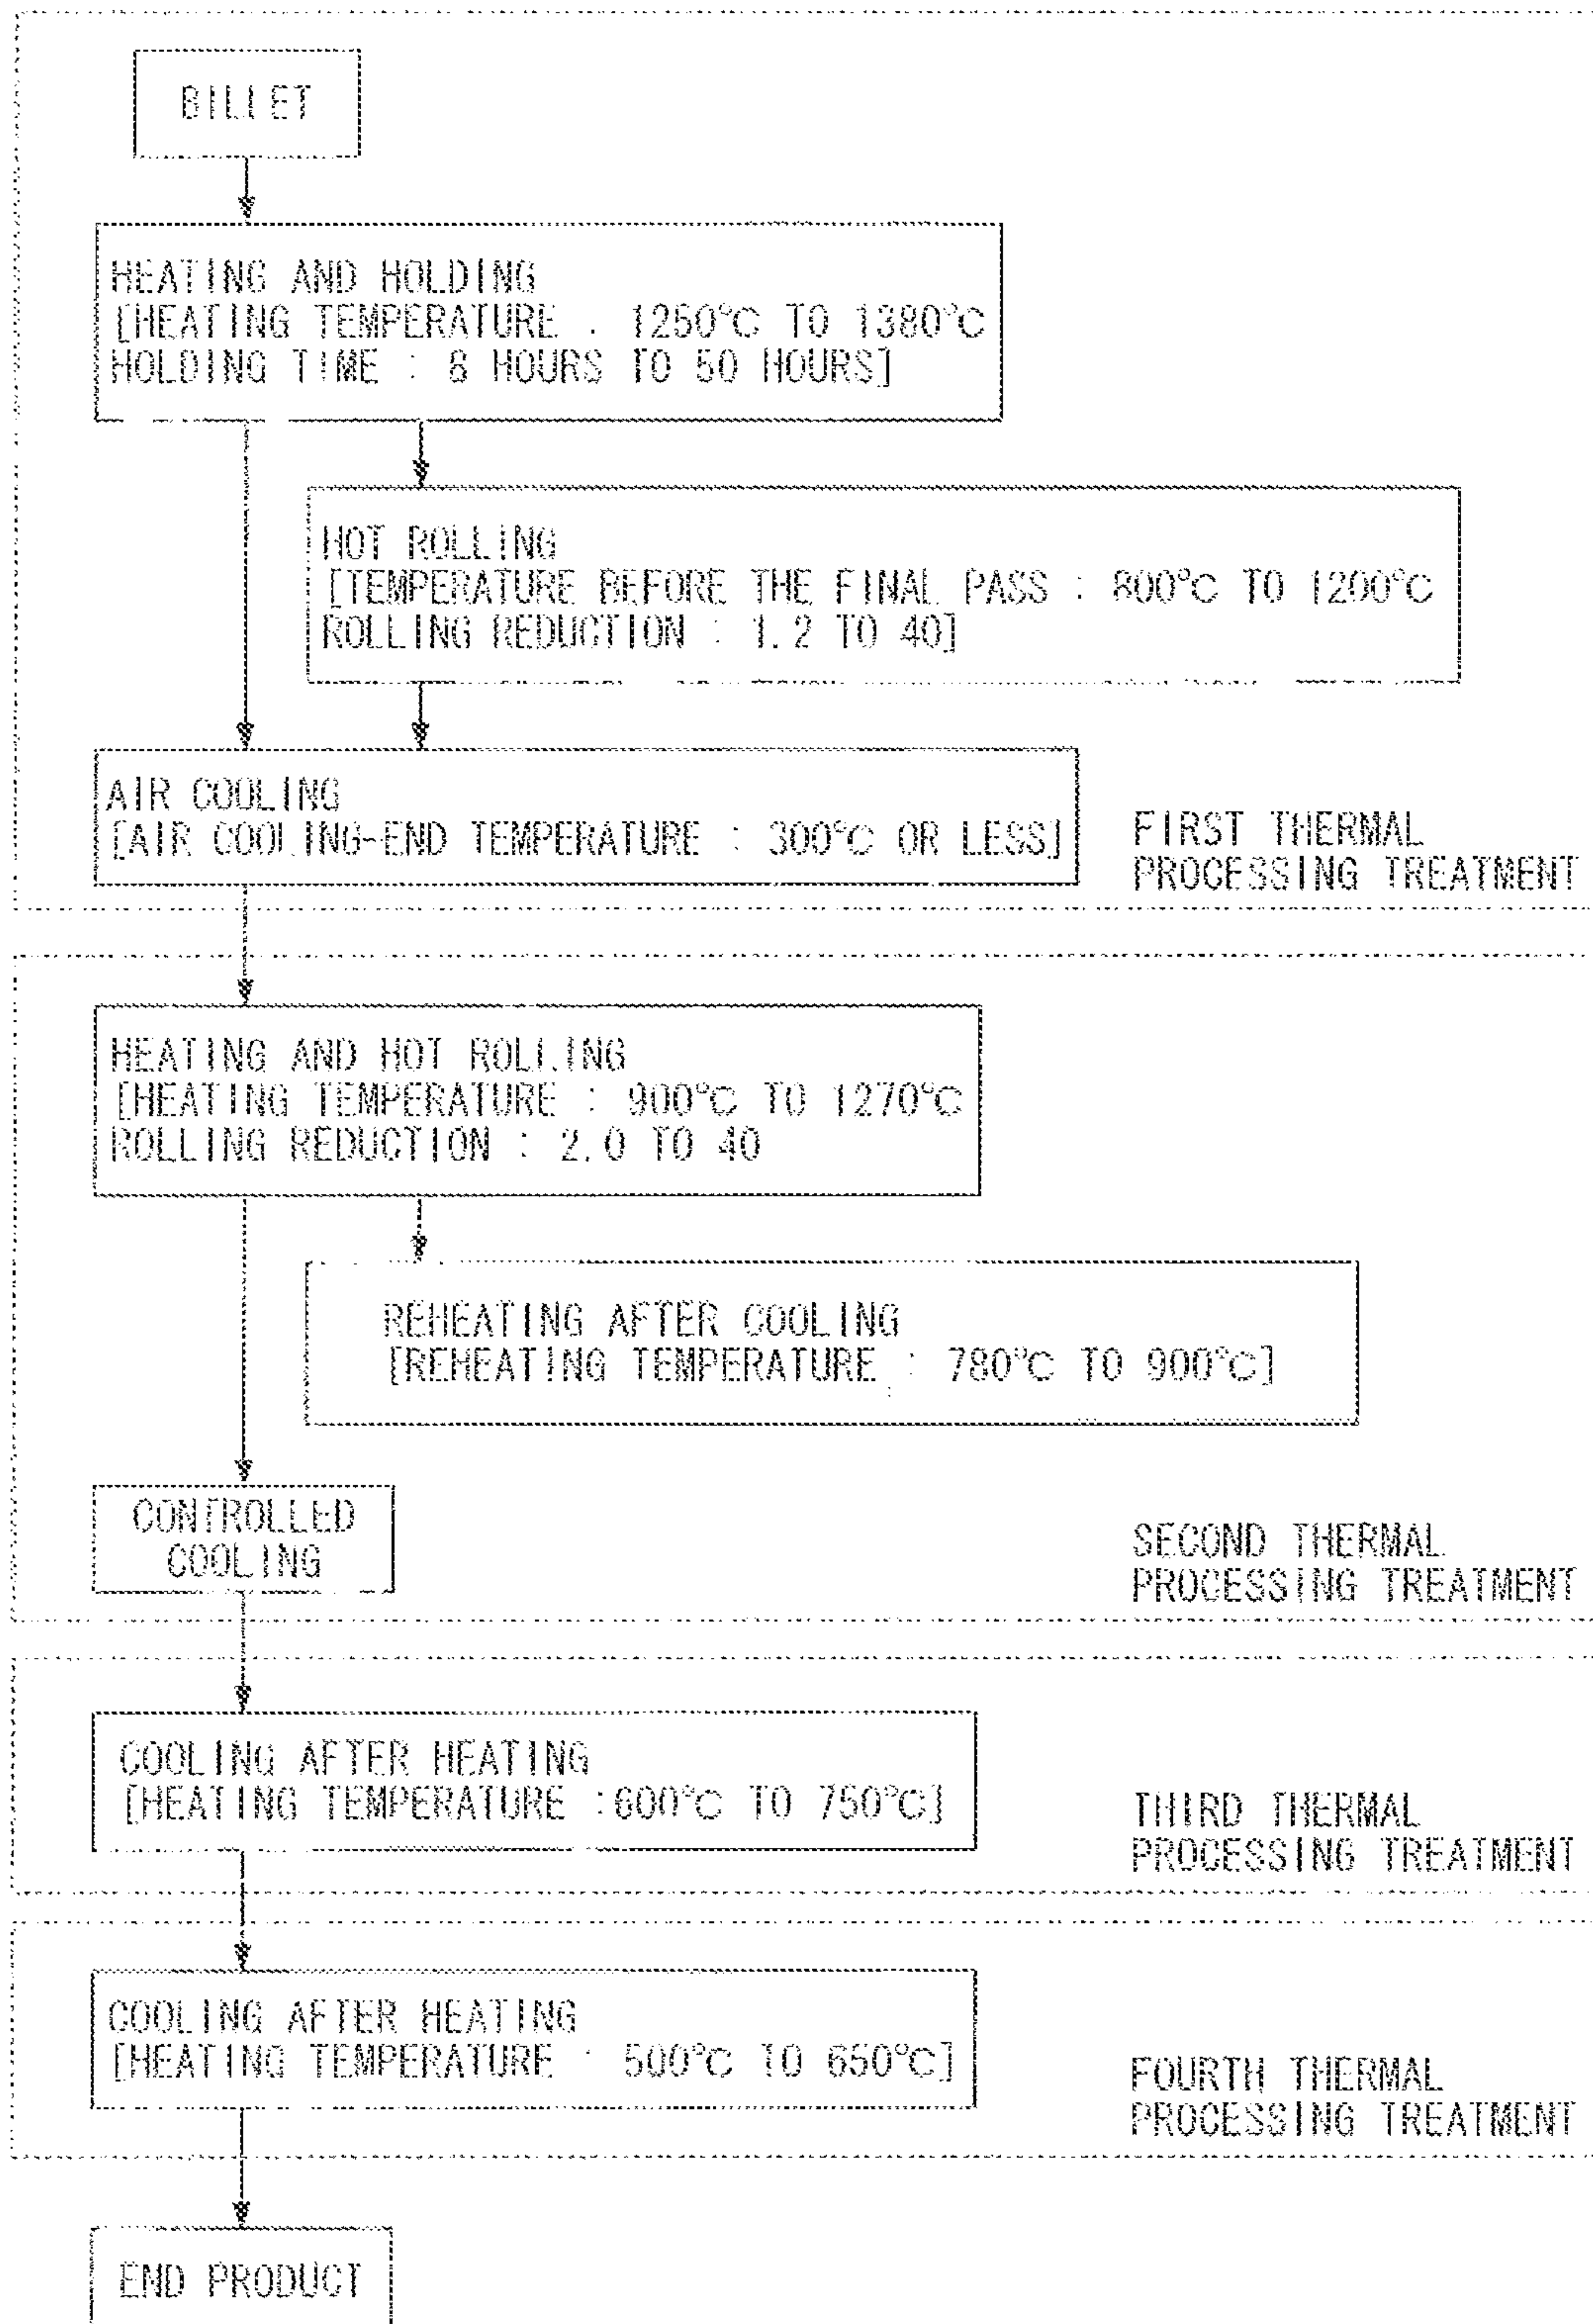 BILLET
HEATING AND HOLDING
[HEATING TEMPERATURE : 1250°C TO 1380°C
HOLDING TIME : 8 HOURS TO 50 HOURS]
HOT ROLLING
[TEMPERATURE BEFORE THE FINAL PASS : 800°C TO 1200°C
ROLLING REDUCTION : 1.2 TO 40]
AIR COOLING
[AIR COOLING-END TEMPERATURE : 300°C OR LESS]
FIRST THERMAL
PROCESSING TREATMENT
HEATING AND HOT ROLLING
[HEATING TEMPERATURE : 900°C TO 1270°C
ROLLING REDUCTION : 2.0 TO 40
REHEATING AFTER COOLING
[REHEATING TEMPERATURE : 780°C TO 900°C]
CONTROLLED
COOLING
SECOND THERMAL
PROCESSING TREATMENT
COOLING AFTER HEATING
[HEATING TEMPERATURE :600°C TO 750°C]
THIRD THERMAL
PROCESSING TREATMENT
COOLING AFTER HEATING
[HEATING TEMPERATURE : 500°C TO 650°C]
FOURTH THERMAL
PROCESSING TREATMENT
END PRODUCT